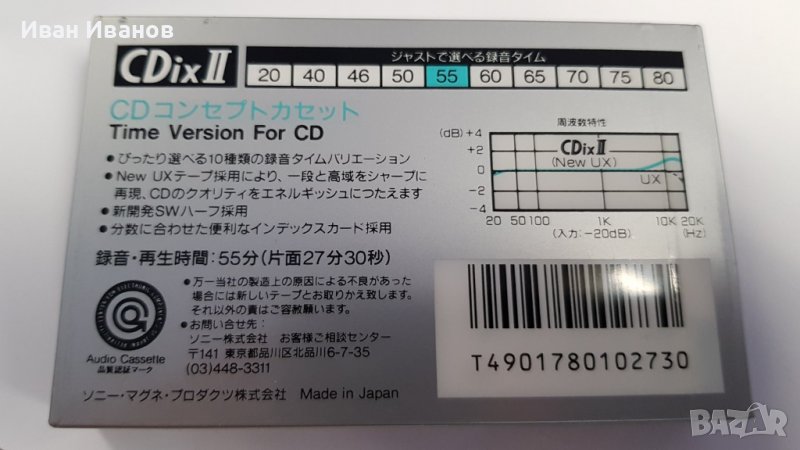 Иван Иванов
CDixⅡ
ジャストで選べる録音タイム
20 40 46 50 55 60 65 70 75 80
CDコンセプトカセット
Time Version For CD
●ぴったり選べる10種類の録音タイムバリエーション
●New UXテープ採用により、一段と高域をシャープに
再現、CDのクオリティをエネルギッシュにつたえます
●新開発SWハーフ採用
●分数に合わせた便利なインデックスカード採用
周波数特性
(dB) +4
+2
0
-2
-4
CDixⅡ
(New UX)
UX
20 50 100 1K 10K 20K
(入力:-20dB) (Hz)
録音・再生時間:55分(片面27分30秒)
●万一当社の製造上の原因による不良があった
場合には新しいテープとお取りかえ致します。
それ以外の責はご容赦願います。
●お問い合せ先:
ソニー株式会社 お客様ご相談センター
〒141 東京都品川区北品川6-7-35
(03)448-3311
Audio Cassette
品質認証マーク
ソニー・マグネ・プロダクツ株式会社 Made in Japan
T4901780102730
BAZAR